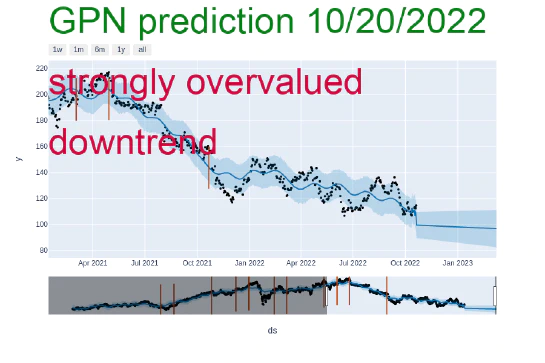 GPN prediction 10/20/2022
1w 1m 6m 1y all
strongly overvalued
downtrend
220
200
180
160
140
120
100
80
y
Apr 2021 Jul 2021 Oct 2021 Jan 2022 Apr 2022 Jul 2022 Oct 2022 Jan 2023
ds